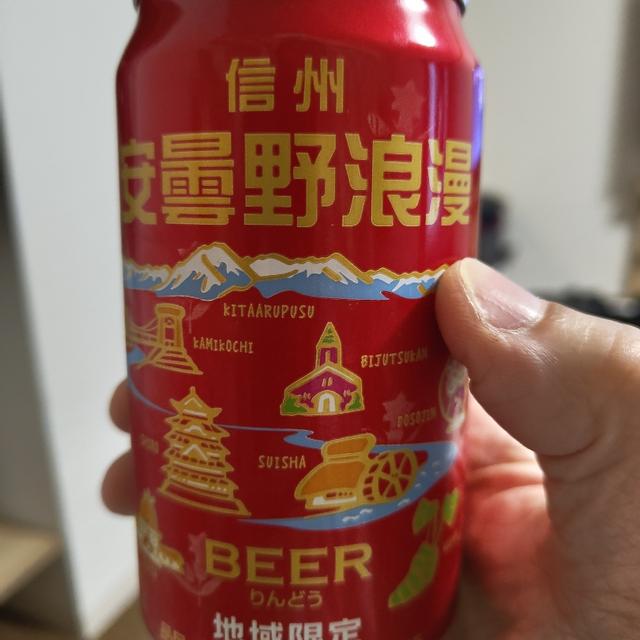 信州
安曇野浪漫
KITAARUPUSU
KAMIKOCHI
BIJUTSUKAN
DOSOJIN
SUISHA
BEER
りんどう
地域限定